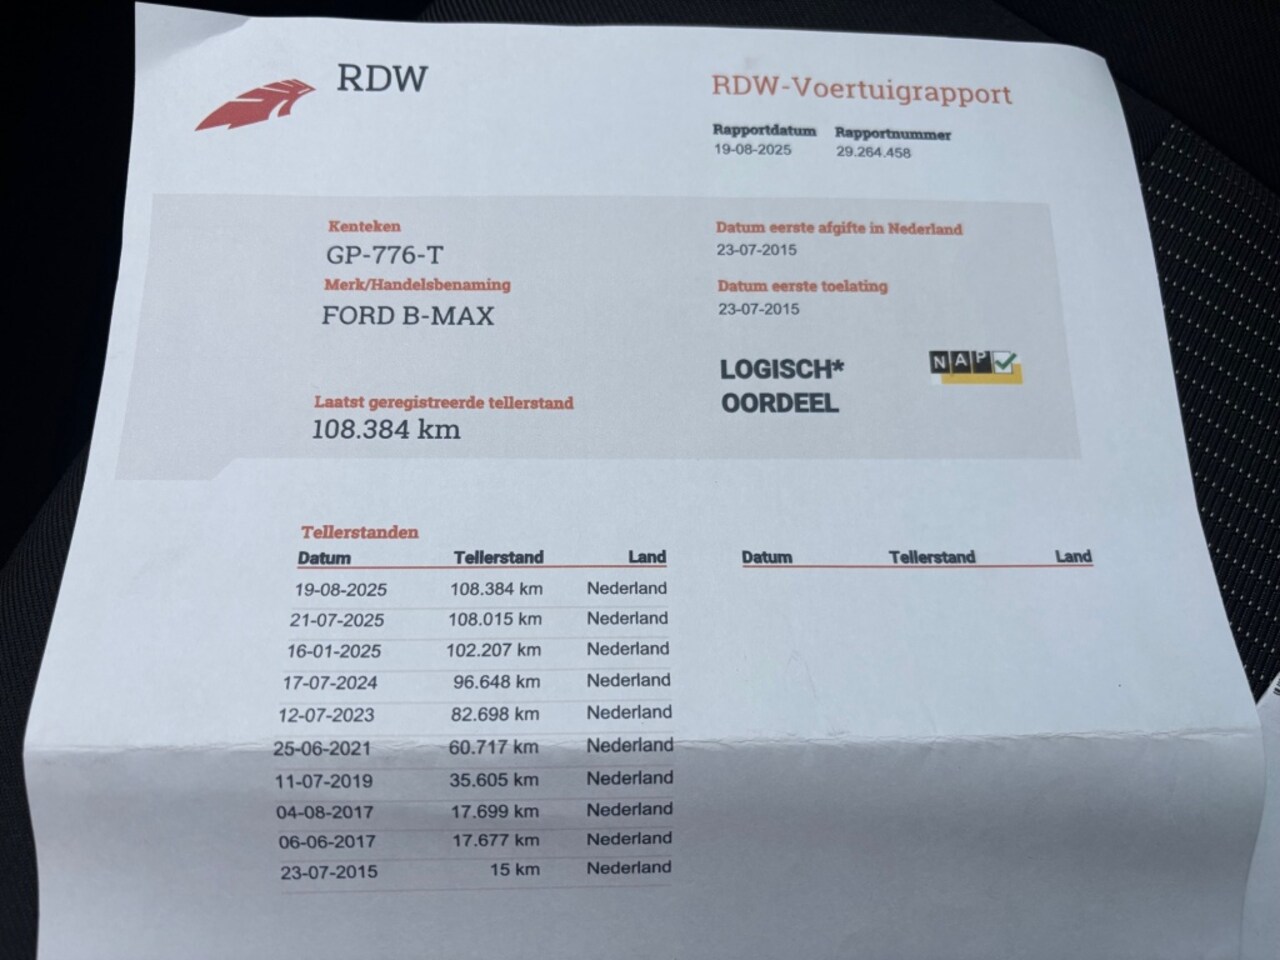 RDW
RDW-Voertuigrapport
Rapportdatum Rapportnummer
19-08-2025 29.264.458
Kenteken
GP-776-T
Merk/Handelsbenaming
FORD B-MAX
Laatst geregistreerde tellerstand
108.384 km
Datum eerste afgifte in Nederland
23-07-2015
Datum eerste toelating
23-07-2015
LOGISCH*
OORDEEL
NAP
Tellerstanden
Datum Tellerstand Land Datum Tellerstand Land
19-08-2025 108.384 km Nederland
21-07-2025 108.015 km Nederland
16-01-2025 102.207 km Nederland
17-07-2024 96.648 km Nederland
12-07-2023 82.698 km Nederland
25-06-2021 60.717 km Nederland
11-07-2019 35.605 km Nederland
04-08-2017 17.699 km Nederland
06-06-2017 17.677 km Nederland
23-07-2015 15 km Nederland